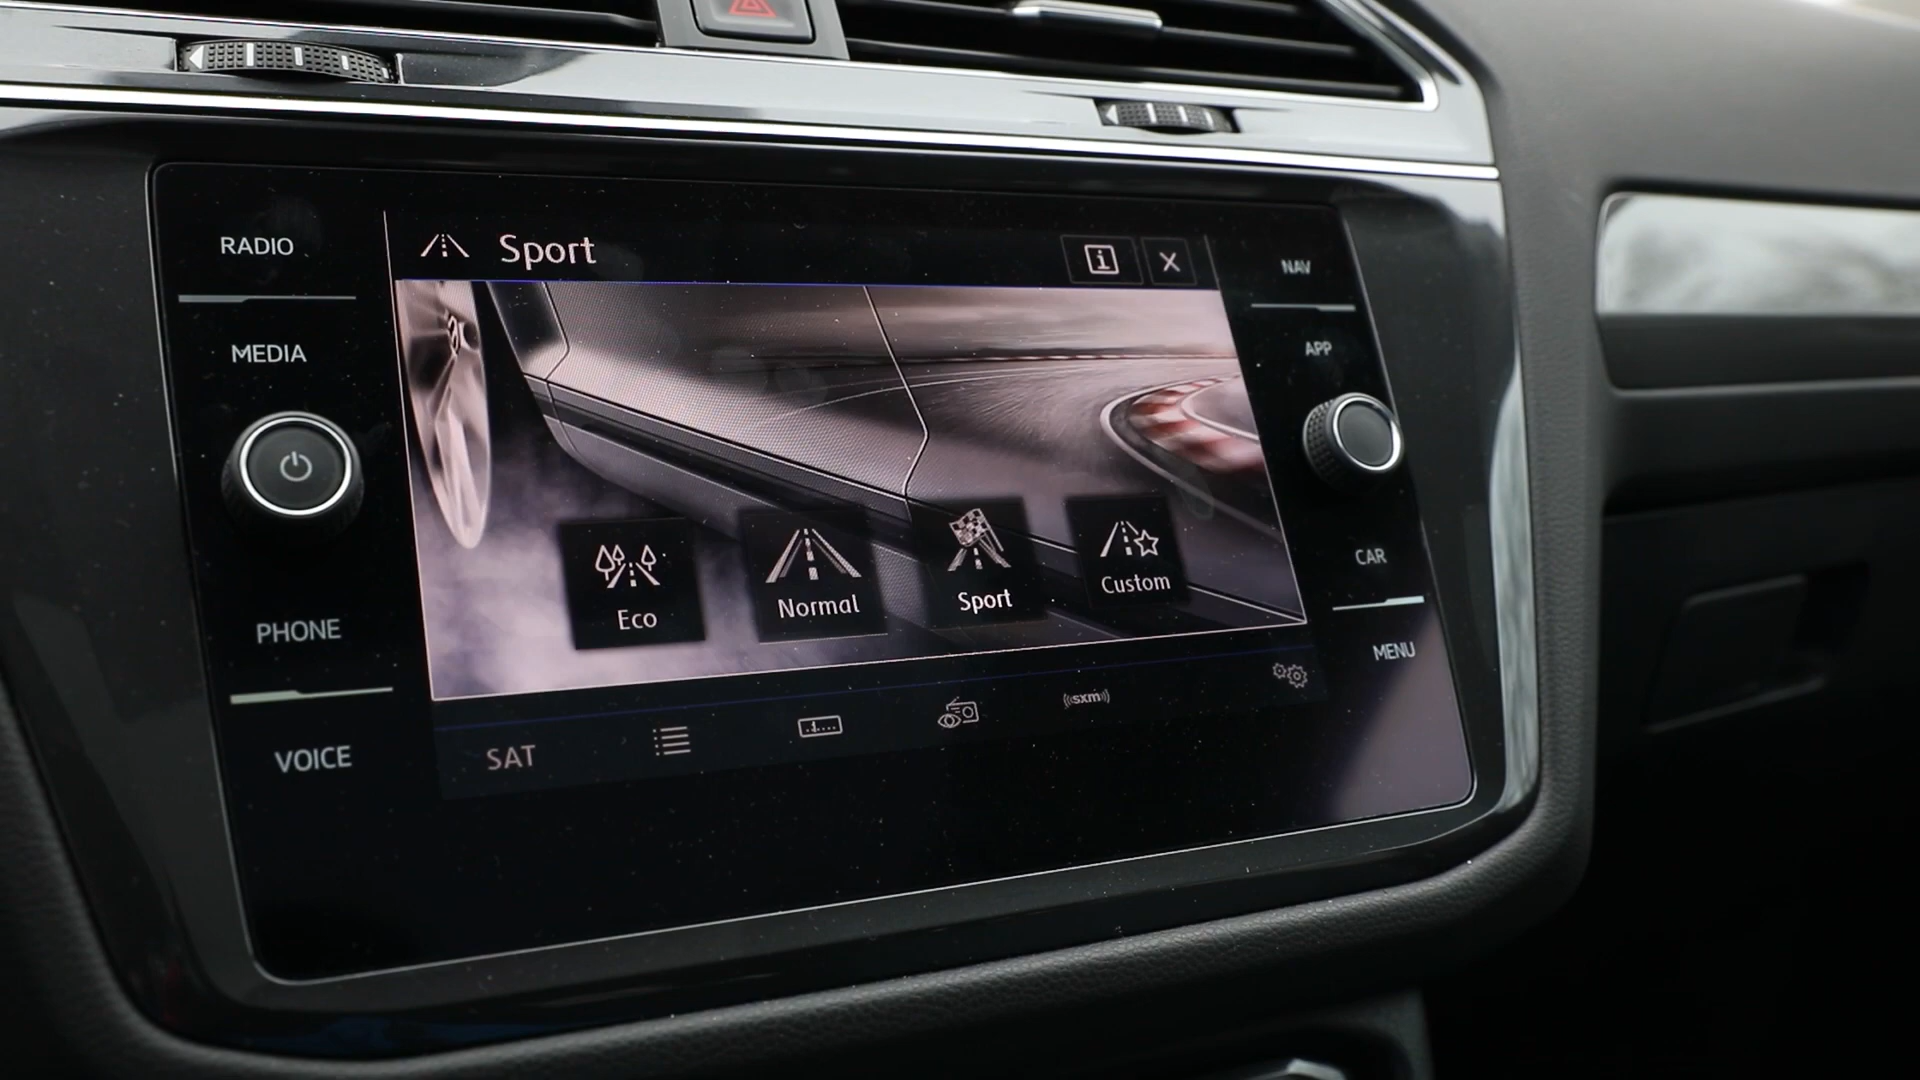 RADIO
MEDIA
PHONE
VOICE
Sport
i
X
Eco
Normal
Sport
Custom
SAT
sxm
NAV
APP
CAR
MENU